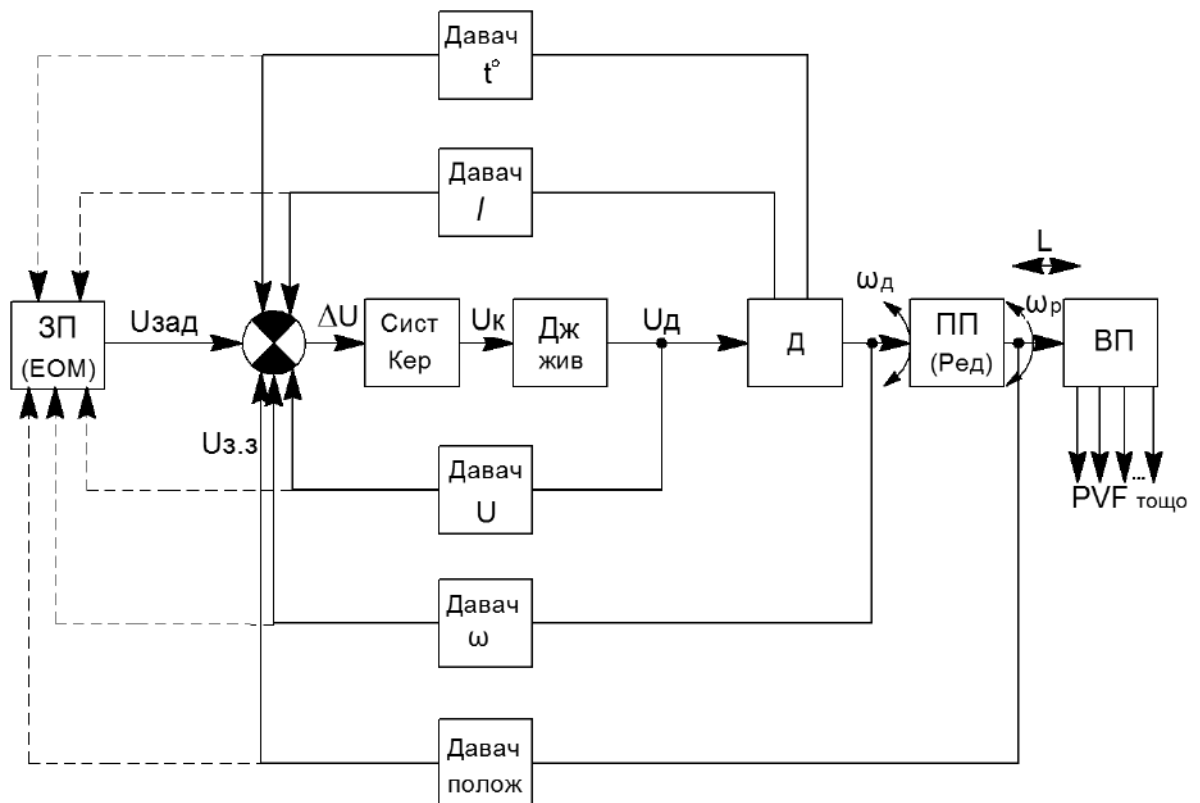 Давач
t°
Давач
I
L
ωд
ωр
ЗП
(ЕОМ)
Uзад
ΔU
Сист
Кер
Uк
Дж
жив
Uд
Д
ПП
(Ред)
ВП
Uз.з
Давач
U
PVF ... тощо
Давач
ω
Давач
полож